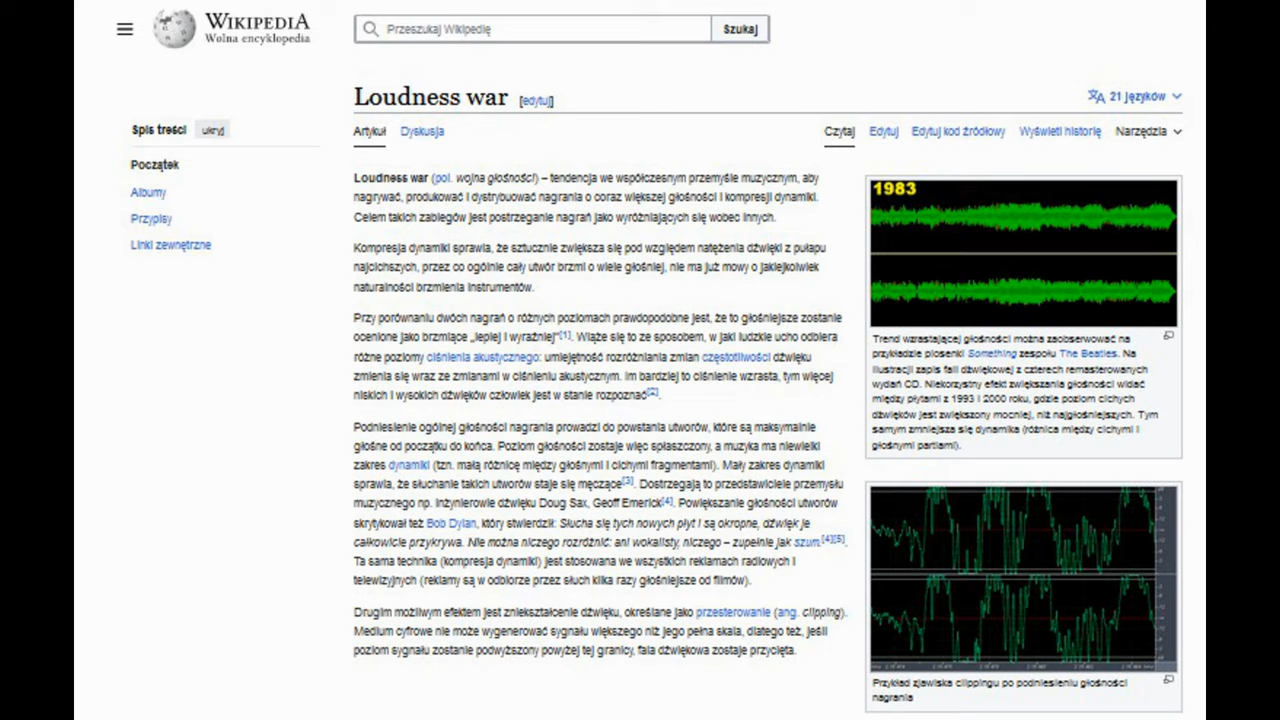 WIKIPEDIA
Wolna encyklopedia
Przeszukaj Wikipedię
Szukaj
Loudness war [edytuj]
21 języków
Spis treści ukryj
Początek
Albumy
Przypisy
Linki zewnętrzne
Artykuł Dyskusja
Czytaj Edytuj Edytuj kod źródłowy Wyświetl historię Narzędzia
Loudness war (pol. wojna głośności) – tendencja we współczesnym przemyśle muzycznym, aby
nagrywać, produkować i dystrybuować nagrania o coraz większej głośności i kompresji dynamiki.
Celem takich zabiegów jest postrzeganie nagrań jako wyróżniających się wobec innych.
Kompresja dynamiki sprawia, że sztucznie zwiększa się pod względem natężenia dźwięki z pułapu
najcichszych, przez co ogólnie cały utwór brzmi o wiele głośniej, nie ma już mowy o jakiejkolwiek
naturalności brzmienia instrumentów.
Przy porównaniu dwóch nagrań o różnych poziomach prawdopodobne jest, że to głośniejsze zostanie
ocenione jako brzmiące „lepiej i wyraźniej”[1]. Wiąże się to ze sposobem, w jaki ludzkie ucho odbiera
różne poziomy ciśnienia akustycznego: umiejętność rozróżniania zmian częstotliwości dźwięku
zmienia się wraz ze zmianami w ciśnieniu akustycznym. Im bardziej to ciśnienie wzrasta, tym więcej
niskich i wysokich dźwięków człowiek jest w stanie rozpoznać[2].
Podniesienie ogólnej głośności nagrania prowadzi do powstania utworów, które są maksymalnie
głośne od początku do końca. Poziom głośności zostaje więc spłaszczony, a muzyka ma niewielki
zakres dynamiki (tzn. małą różnicę między głośnymi i cichymi fragmentami). Mały zakres dynamiki
sprawia, że słuchanie takich utworów staje się męczące[3]. Dostrzegają to przedstawiciele przemysłu
muzycznego np. inżynierowie dźwięku Doug Sax, Geoff Emerick[4]. Powiększanie głośności utworów
skrytykował też Bob Dylan, który stwierdził: Słucha się tych nowych płyt i są okropne, dźwięk je
całkowicie przykrywa. Nie można niczego rozróżnić: ani wokalisty, niczego – zupełnie jak szum.[4][5].
Ta sama technika (kompresja dynamiki) jest stosowana we wszystkich reklamach radiowych i
telewizyjnych (reklamy są w odbiorze przez słuch kilka razy głośniejsze od filmów).
Drugim możliwym efektem jest zniekształcenie dźwięku, określane jako przesterowanie (ang. clipping).
Medium cyfrowe nie może wygenerować sygnału większego niż jego pełna skala, dlatego też, jeśli
poziom sygnału zostanie podwyższony powyżej tej granicy, fala dźwiękowa zostaje przycięta.
1983
Trend wzrastającej głośności można zaobserwować na
przykładzie piosenki Something zespołu The Beatles. Na
ilustracji zapis fali dźwiękowej z czterech remasterowanych
wydań CD. Niekorzystny efekt zwiększania głośności widać
między płytami z 1993 i 2000 roku, gdzie poziom cichych
dźwięków jest zwiększony mocniej, niż najgłośniejszych. Tym
samym zmniejsza się dynamika (różnica między cichymi i
głośnymi partiami).
Przykład zjawiska clippingu po podniesieniu głośności
nagrania